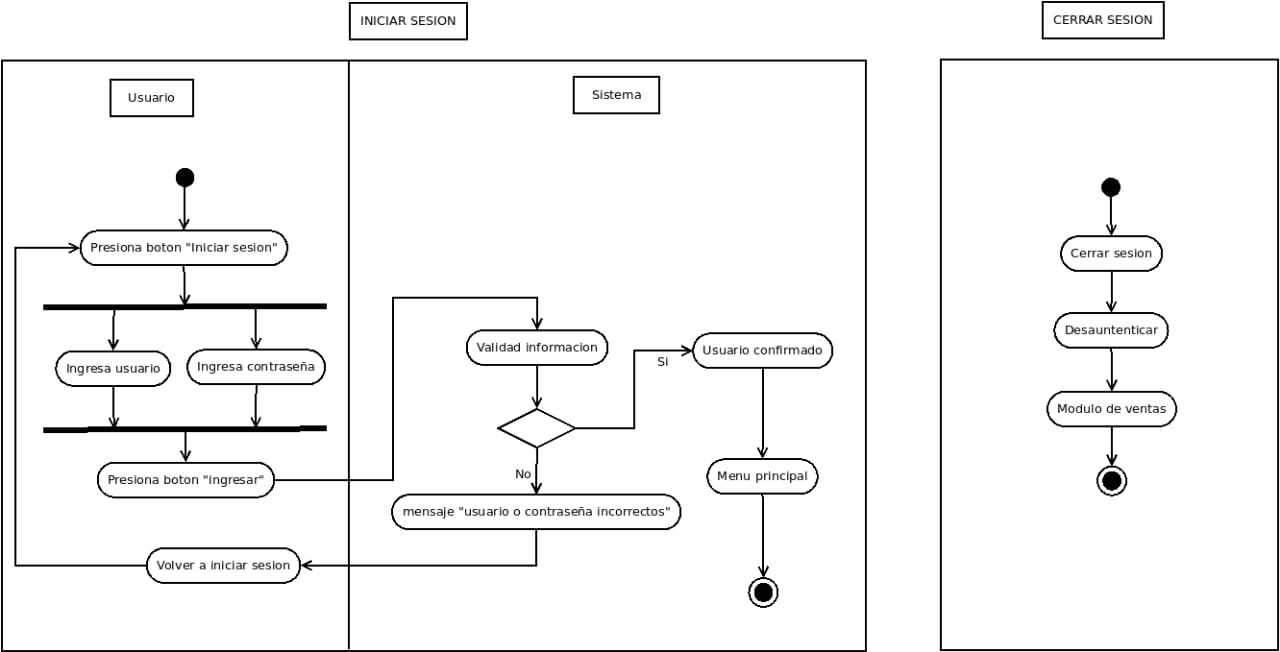 INICIAR SESION
CERRAR SESION
Usuario
Sistema
Presiona boton "Iniciar sesion"
Ingresa usuario
Ingresa contraseña
Presiona boton "ingresar"
Volver a iniciar sesion
Validad informacion
Si
Usuario confirmado
No
Menu principal
mensaje "usuario o contraseña incorrectos"
Cerrar sesion
Desauntenticar
Modulo de ventas